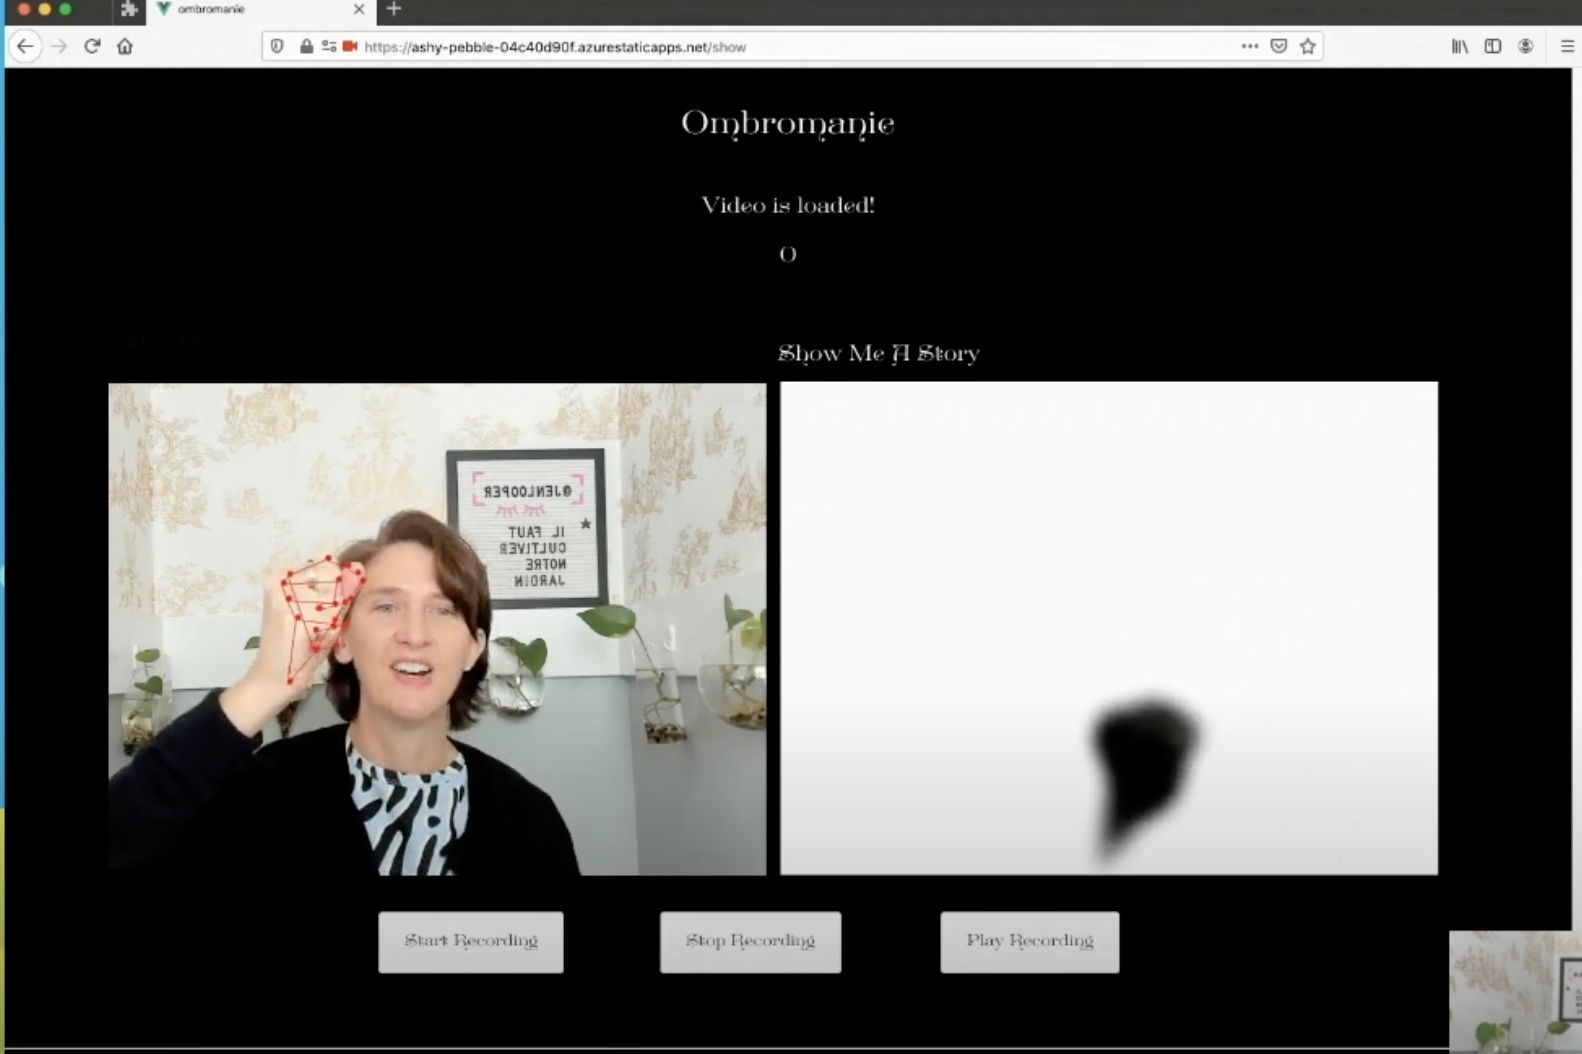 ombromanie
https://ashy-pebble-04c40d90f.azurestaticapps.net/show
Ombromanie
Video is loaded!
0
Show Me A Story
@JENLOOPER
IL FAUT
CULTIVER
NOTRE
JARDIN
Start Recording
Stop Recording
Play Recording